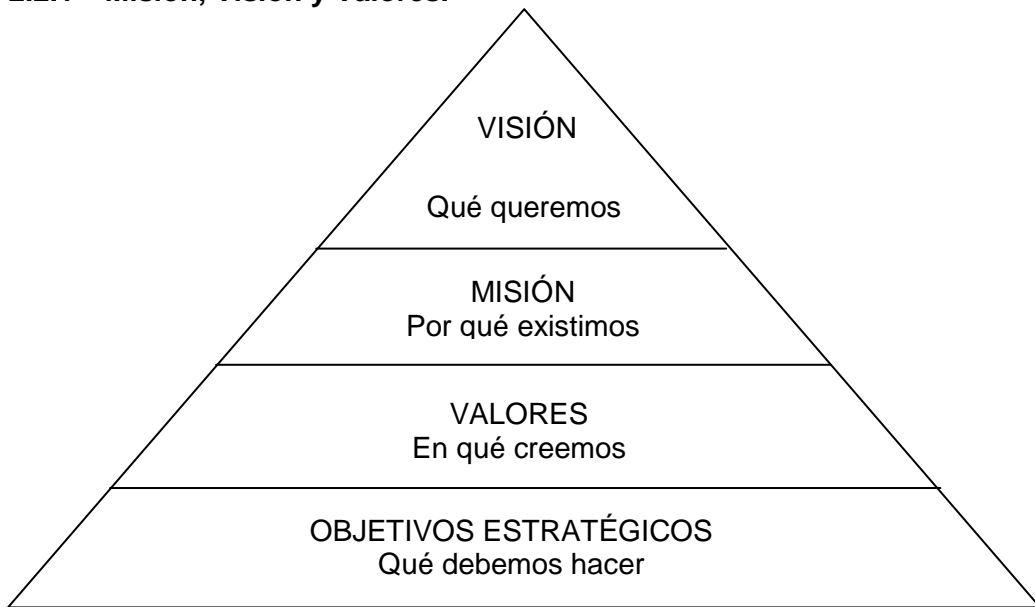 Misión, Visión y Valores.
VISIÓN
Qué queremos
MISIÓN
Por qué existimos
VALORES
En qué creemos
OBJETIVOS ESTRATÉGICOS
Qué debemos hacer